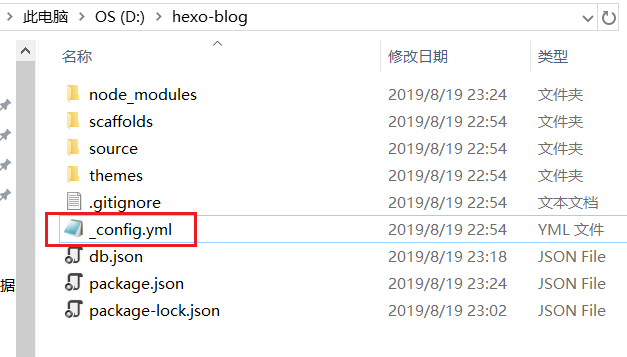 此电脑 > OS (D:) > hexo-blog
名称 修改日期 类型
node_modules 2019/8/19 23:24 文件夹
scaffolds 2019/8/19 22:54 文件夹
source 2019/8/19 22:54 文件夹
themes 2019/8/19 22:54 文件夹
.gitignore 2019/8/19 22:54 文本文档
_config.yml 2019/8/19 22:54 YML 文件
db.json 2019/8/19 23:18 JSON File
据
package.json 2019/8/19 23:24 JSON File
package-lock.json 2019/8/19 23:02 JSON File